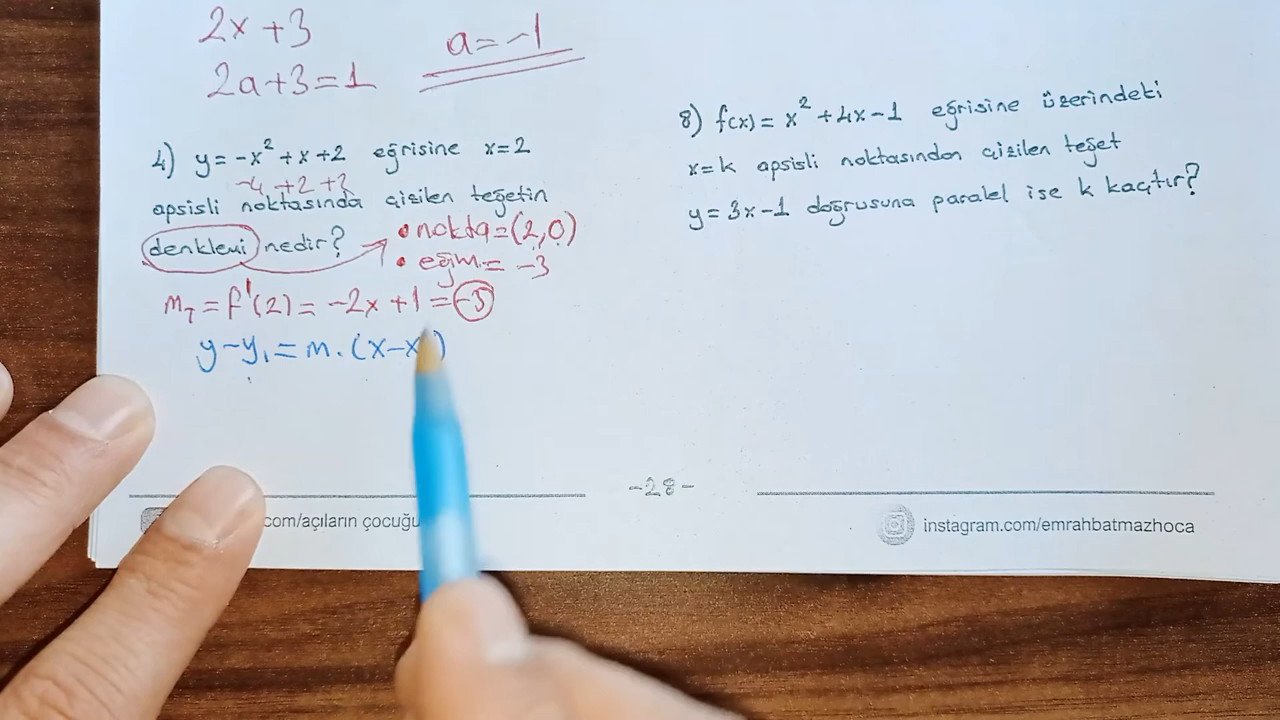 2x+3
2a+3=1
a=-1
4) y=-x²+x+2 eğrisine x=2
-4+2+2
apsisli noktasında çizilen teğetin
denklemi nedir?
• nokta=(2,0)
• eğim=-3
m_T=f'(2)=-2x+1=-3
y-y₁=m.(x-x
8) f(x)=x²+4x-1 eğrisine üzerindeki
x=k apsisli noktasından çizilen teğet
y=3x-1 doğrusuna paralel ise k kaçtır?
-28-
com/açıların çocuğu
instagram.com/emrahbatmazhoca